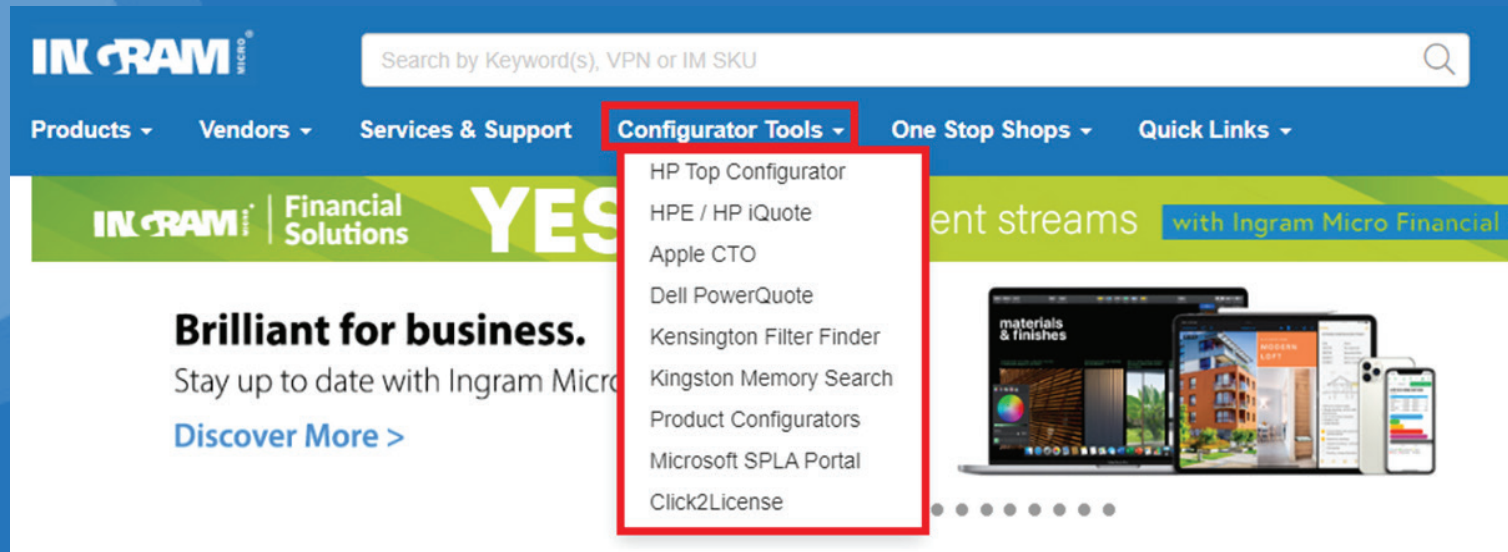 INGRAM MICRO®
Search by Keyword(s), VPN or IM SKU
Products
Vendors
Services & Support
Configurator Tools
One Stop Shops
Quick Links
HP Top Configurator
HPE / HP iQuote
Apple CTO
Dell PowerQuote
Kensington Filter Finder
Kingston Memory Search
Product Configurators
Microsoft SPLA Portal
Click2License
INGRAM MICRO
Financial
Solutions
YES
ent streams
with Ingram Micro Financial
Brilliant for business.
Stay up to date with Ingram Micro
Discover More >
materials
& finishes
MODERN
LOFT